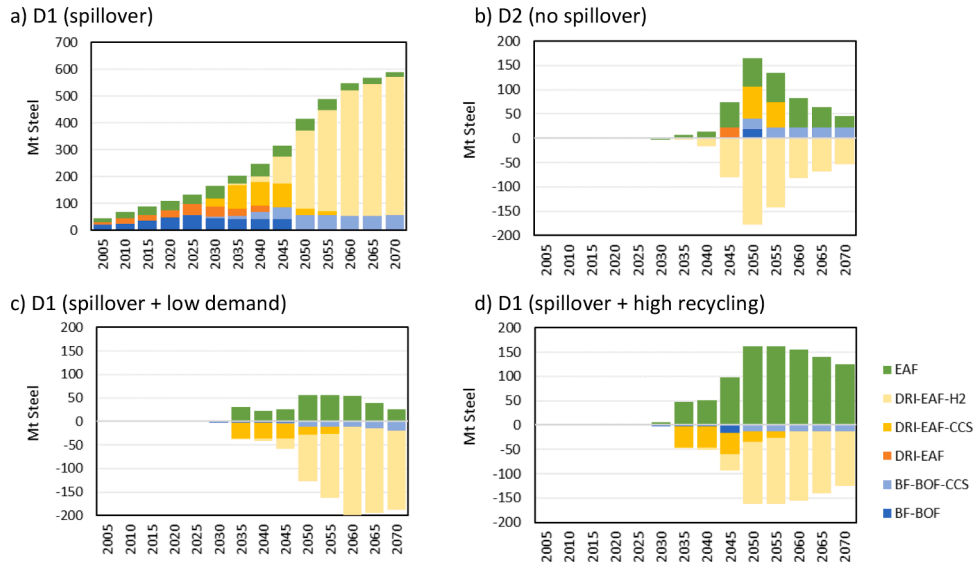 a) D1 (spillover)
700
600
500
400
300
200
100
0
Mt Steel
2005 2010 2015 2020 2025 2030 2035 2040 2045 2050 2055 2060 2065 2070
b) D2 (no spillover)
200
150
100
50
0
-50
-100
-150
-200
Mt Steel
2005 2010 2015 2020 2025 2030 2035 2040 2045 2050 2055 2060 2065 2070
c) D1 (spillover + low demand)
200
150
100
50
0
-50
-100
-150
-200
Mt Steel
2005 2010 2015 2020 2025 2030 2035 2040 2045 2050 2055 2060 2065 2070
d) D1 (spillover + high recycling)
200
150
100
50
0
-50
-100
-150
-200
Mt Steel
2005 2010 2015 2020 2025 2030 2035 2040 2045 2050 2055 2060 2065 2070
EAF
DRI-EAF-H2
DRI-EAF-CCS
DRI-EAF
BF-BOF-CCS
BF-BOF